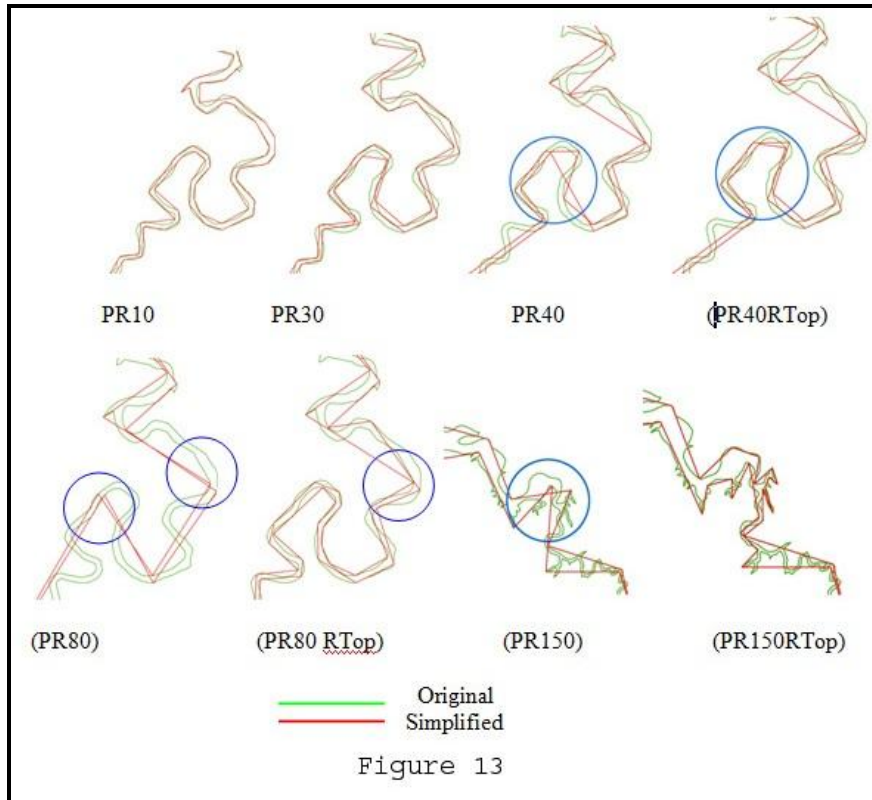 PR10 PR30 PR40 (PR40RTop)
(PR80) (PR80 RTop) (PR150) (PR150RTop)
Original
Simplified
Figure 13